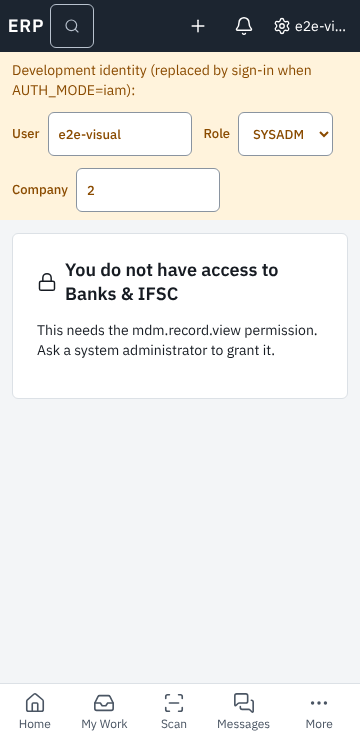 ERP
e2e-vi...
Development identity (replaced by sign-in when
AUTH_MODE=iam):
User e2e-visual Role SYSADM
Company 2
You do not have access to
Banks & IFSC
This needs the mdm.record.view permission.
Ask a system administrator to grant it.
Home My Work Scan Messages More